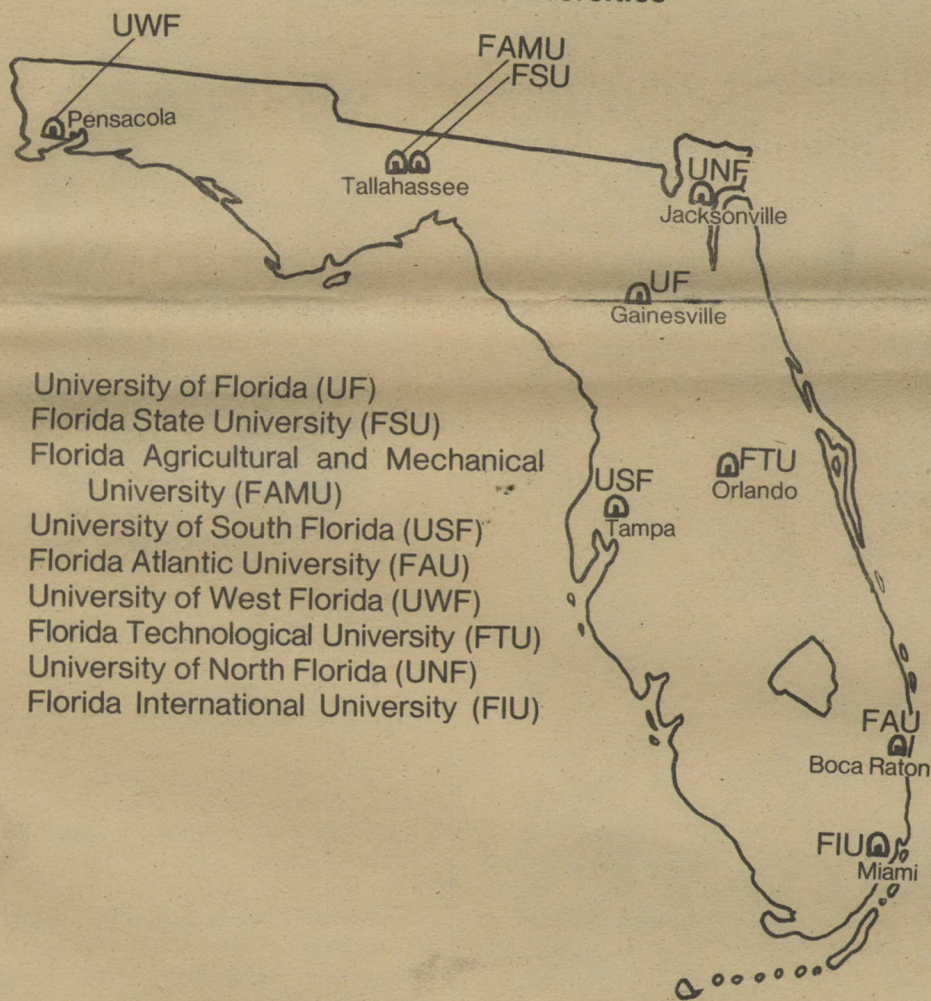 UWF
FAMU
FSU
Pensacola
Tallahassee
UNF
Jacksonville
UF
Gainesville
University of Florida (UF)
Florida State University (FSU)
Florida Agricultural and Mechanical
University (FAMU)
University of South Florida (USF)
Florida Atlantic University (FAU)
University of West Florida (UWF)
Florida Technological University (FTU)
University of North Florida (UNF)
Florida International University (FIU)
FTU
Orlando
USF
Tampa
FAU
Boca Raton
FIU
Miami